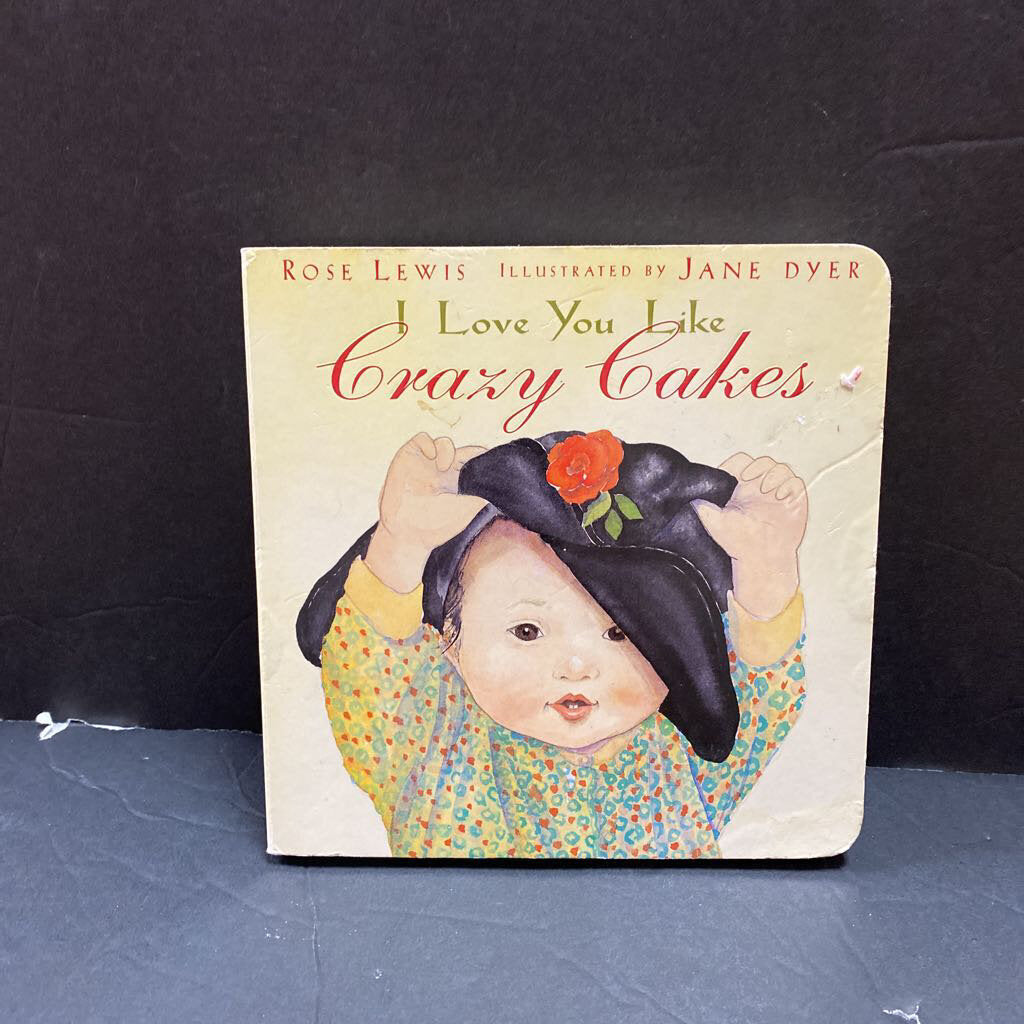 ROSE LEWIS ILLUSTRATED BY JANE DYER
I Love You Like
Crazy Cakes